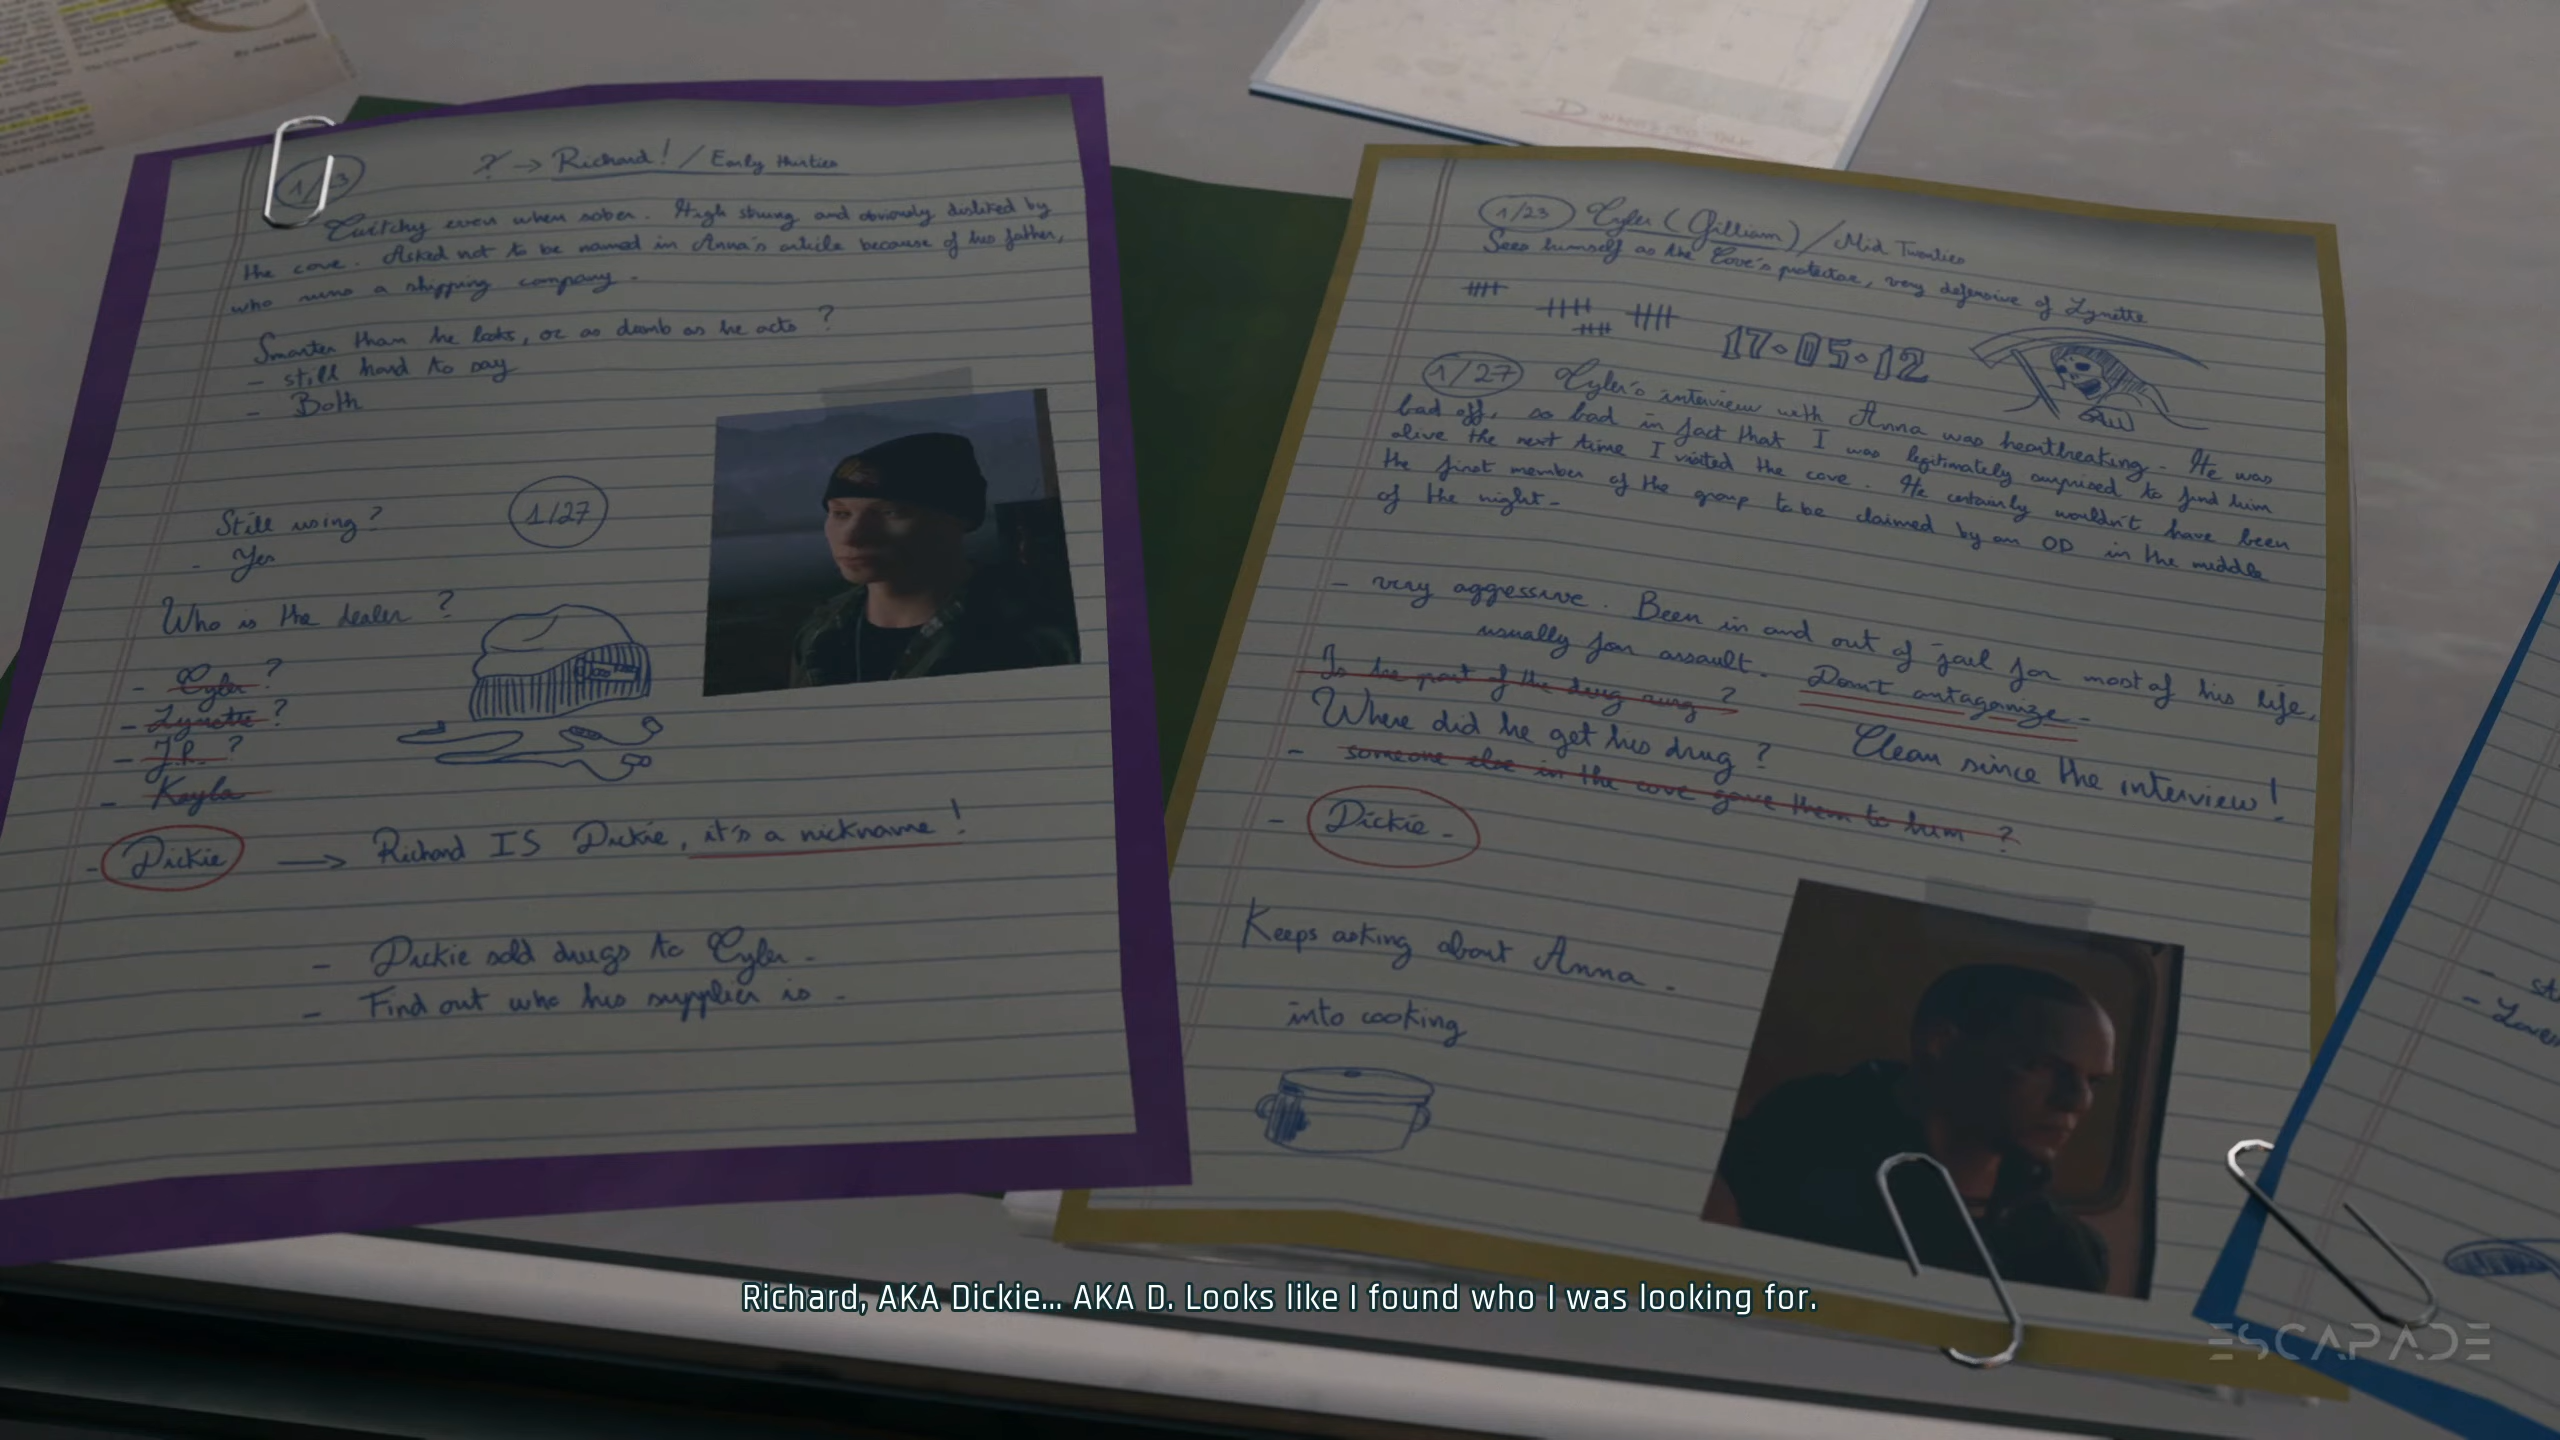 By Anna Miller
D
1/23
? → Richard! / Early thirties
Twitchy even when sober. High strung and obviously disliked by
the cove. Asked not to be named in Anna's article because of his father,
who runs a shipping company.
Smarter than he looks, or as dumb as he acts ?
- still hard to say
- Both
Still using ?
- Yes
1/27
Who is the dealer ?
- Tyler ?
- Lynette ?
- J.R. ?
- Kayla
- Dickie → Richard IS Dickie, it's a nickname !
- Dickie sold drugs to Tyler -
- Find out who his supplier is -
1/23 Tyler (Gilliam) / Mid Twenties
Sees himself as the Cove's protector, very defensive of Lynette
17.05.12
1/27 Tyler's interview with Anna was heartbreaking - He was
bad off, so bad in fact that I was legitimately surprised to find him
alive the next time I visited the cove. He certainly wouldn't have been
the first member of the group to be claimed by an OD in the middle
of the night -
- very aggressive. Been in and out of jail for most of his life,
usually for assault. Don't antagonize -
Is he part of the drug ring ?
Where did he get his drug ? Clean since the interview !
- someone else in the cove gave them to him ?
- Dickie -
Keeps asking about Anna -
into cooking
Richard, AKA Dickie... AKA D. Looks like I found who I was looking for.
ESCAPADE